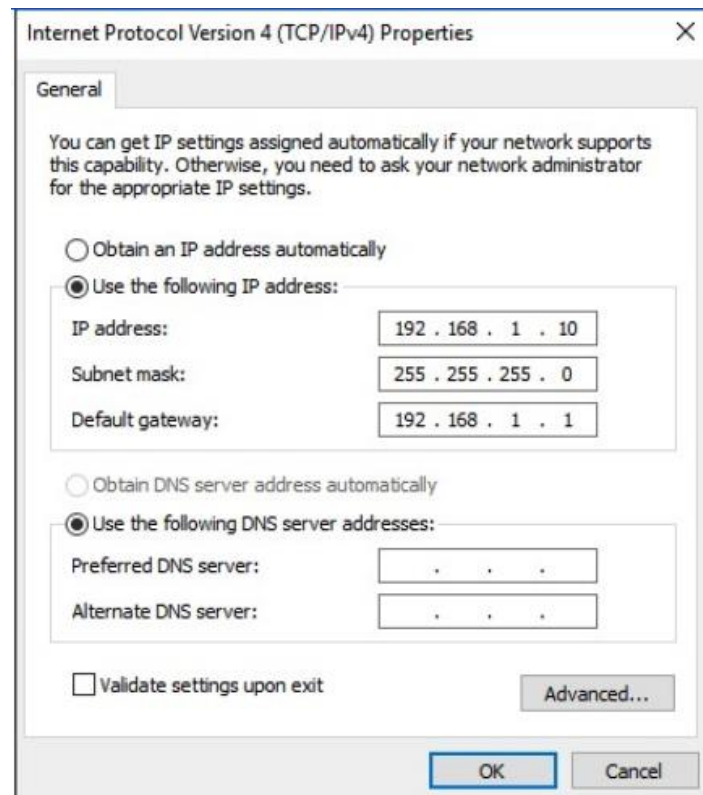 Internet Protocol Version 4 (TCP/IPv4) Properties
General
You can get IP settings assigned automatically if your network supports
this capability. Otherwise, you need to ask your network administrator
for the appropriate IP settings.
Obtain an IP address automatically
Use the following IP address:
IP address: 192 . 168 . 1 . 10
Subnet mask: 255 . 255 . 255 . 0
Default gateway: 192 . 168 . 1 . 1
Obtain DNS server address automatically
Use the following DNS server addresses:
Preferred DNS server: . . .
Alternate DNS server: . . .
Validate settings upon exit
Advanced...
OK Cancel